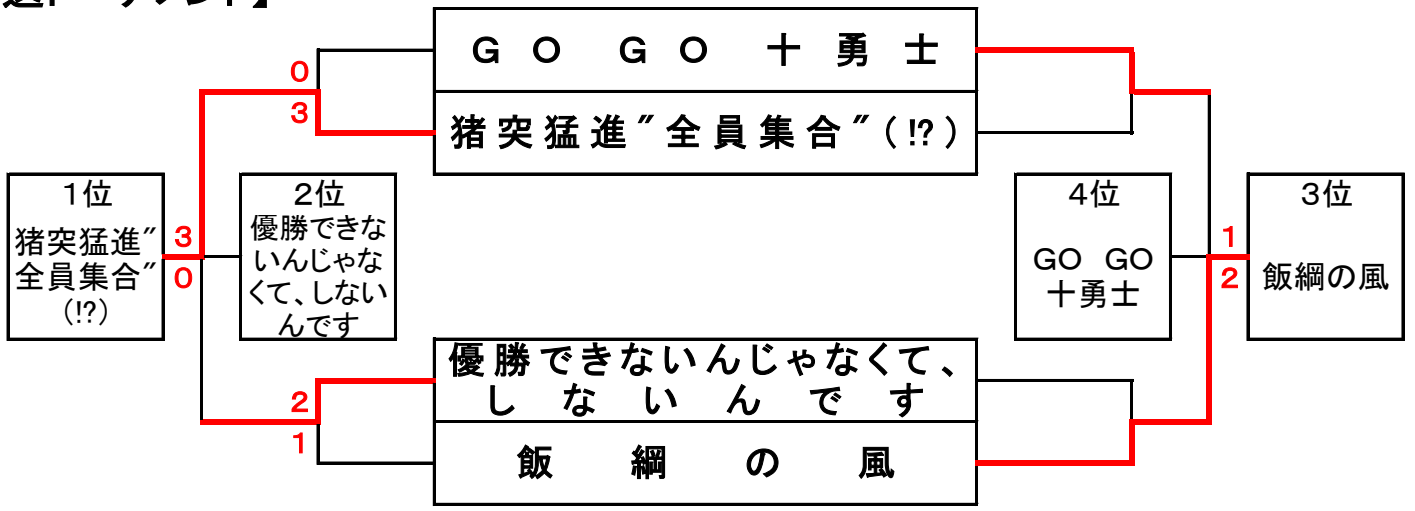 ＧＯ ＧＯ 十勇士
0
3
猪突猛進″全員集合″(!?)
1位
猪突猛進″
全員集合″
(!?)
3
0
2位
優勝できな
いんじゃな
くて、しない
んです
4位
ＧＯ ＧＯ
十勇士
1
2
3位
飯綱の風
優勝できないんじゃなくて、
しないんです
2
1
飯綱の風